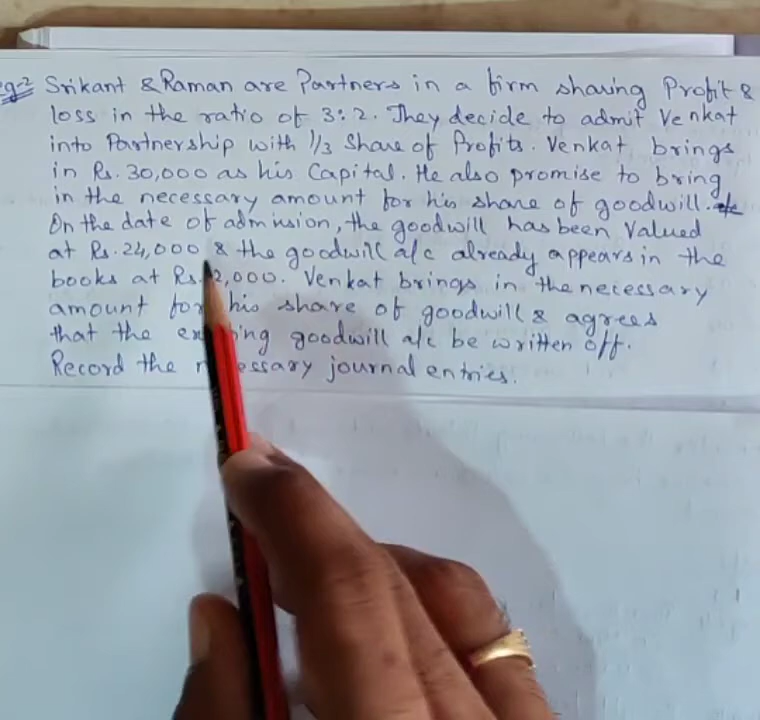 eg-2 Srikant & Raman are Partners in a firm sharing Profit &
loss in the ratio of 3:2. They decide to admit Venkat
into Partnership with 1/3 Share of Profits. Venkat brings
in Rs. 30,000 as his Capital. He also promise to bring
in the necessary amount for his share of goodwill.
On the date of admission, the goodwill has been Valued
at Rs. 24,000 & the goodwill a/c already appears in the
books at Rs. 2,000. Venkat brings in the necessary
amount for his share of goodwill & agrees
that the goodwill a/c be written off.
Record the journal entries.